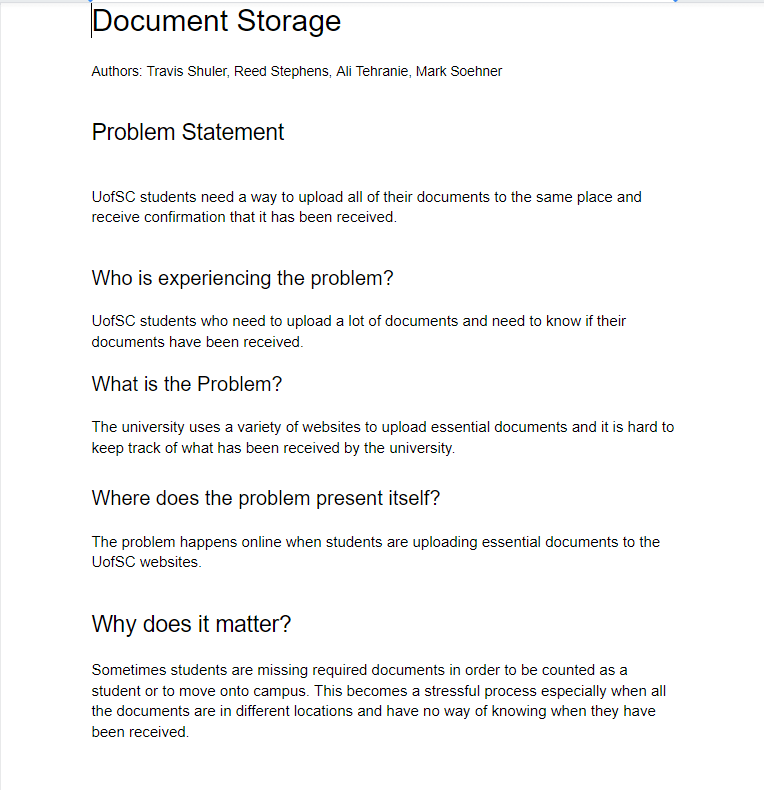 Document Storage
Authors: Travis Shuler, Reed Stephens, Ali Tehranie, Mark Soehner
Problem Statement
UofSC students need a way to upload all of their documents to the same place and
receive confirmation that it has been received.
Who is experiencing the problem?
UofSC students who need to upload a lot of documents and need to know if their
documents have been received.
What is the Problem?
The university uses a variety of websites to upload essential documents and it is hard to
keep track of what has been received by the university.
Where does the problem present itself?
The problem happens online when students are uploading essential documents to the
UofSC websites.
Why does it matter?
Sometimes students are missing required documents in order to be counted as a
student or to move onto campus. This becomes a stressful process especially when all
the documents are in different locations and have no way of knowing when they have
been received.